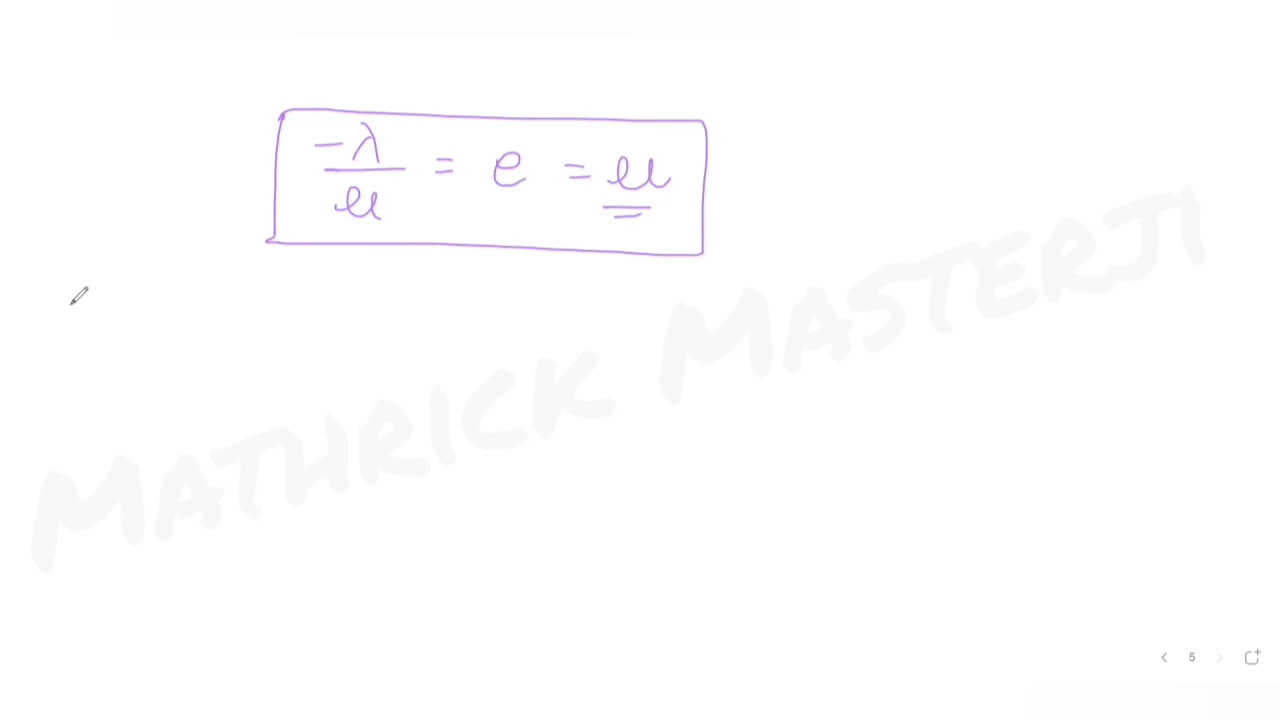 -λ/μ = e = μ
MATHRICK MASTERJI
5